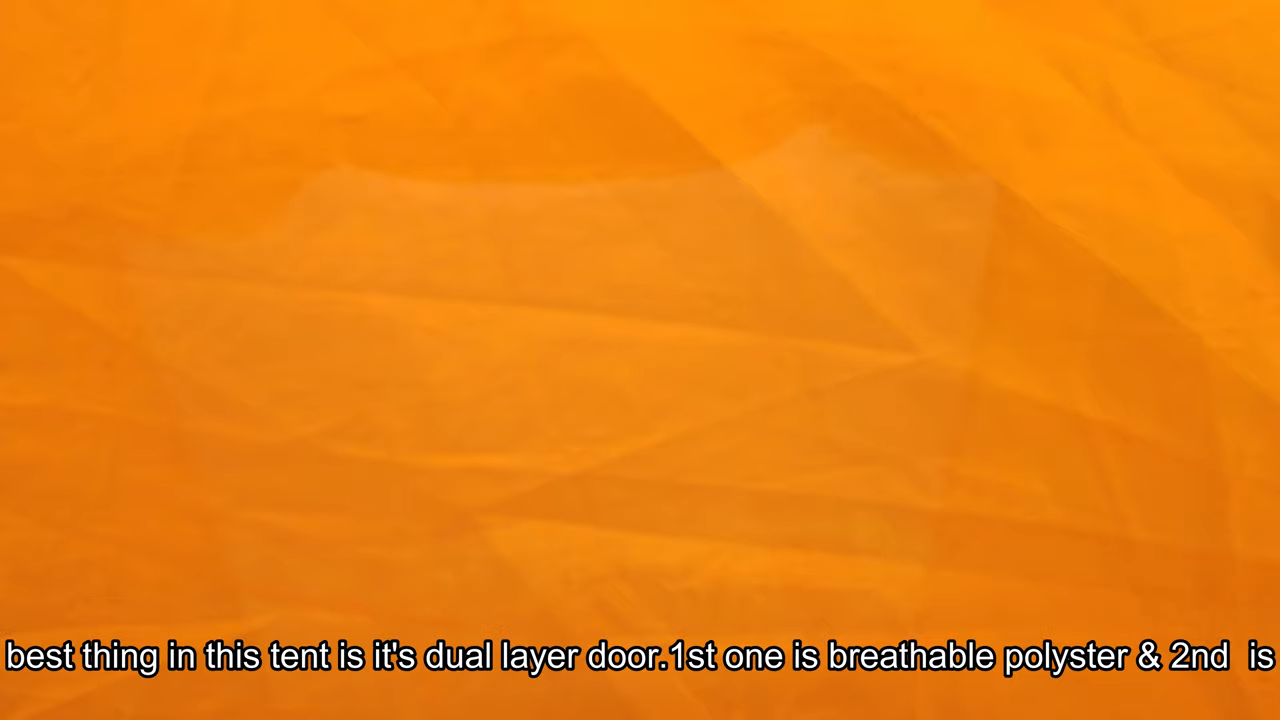 best thing in this tent is it's dual layer door.1st one is breathable polyster & 2nd  is